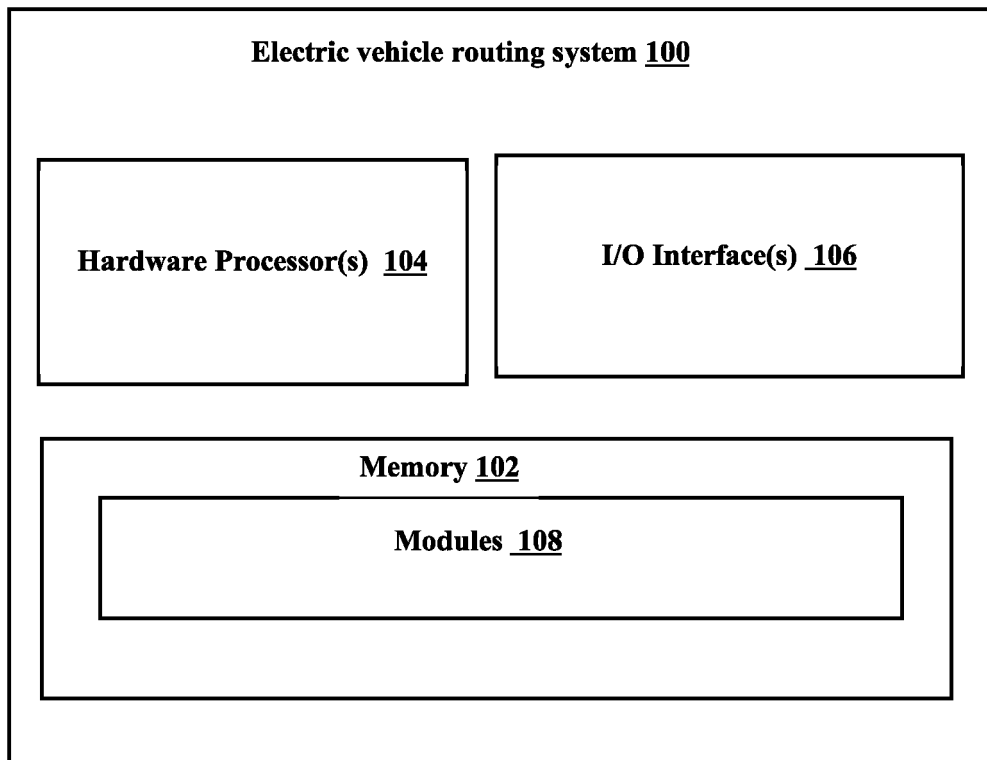 Electric vehicle routing system 100
Hardware Processor(s) 104
I/O Interface(s) 106
Memory 102
Modules 108